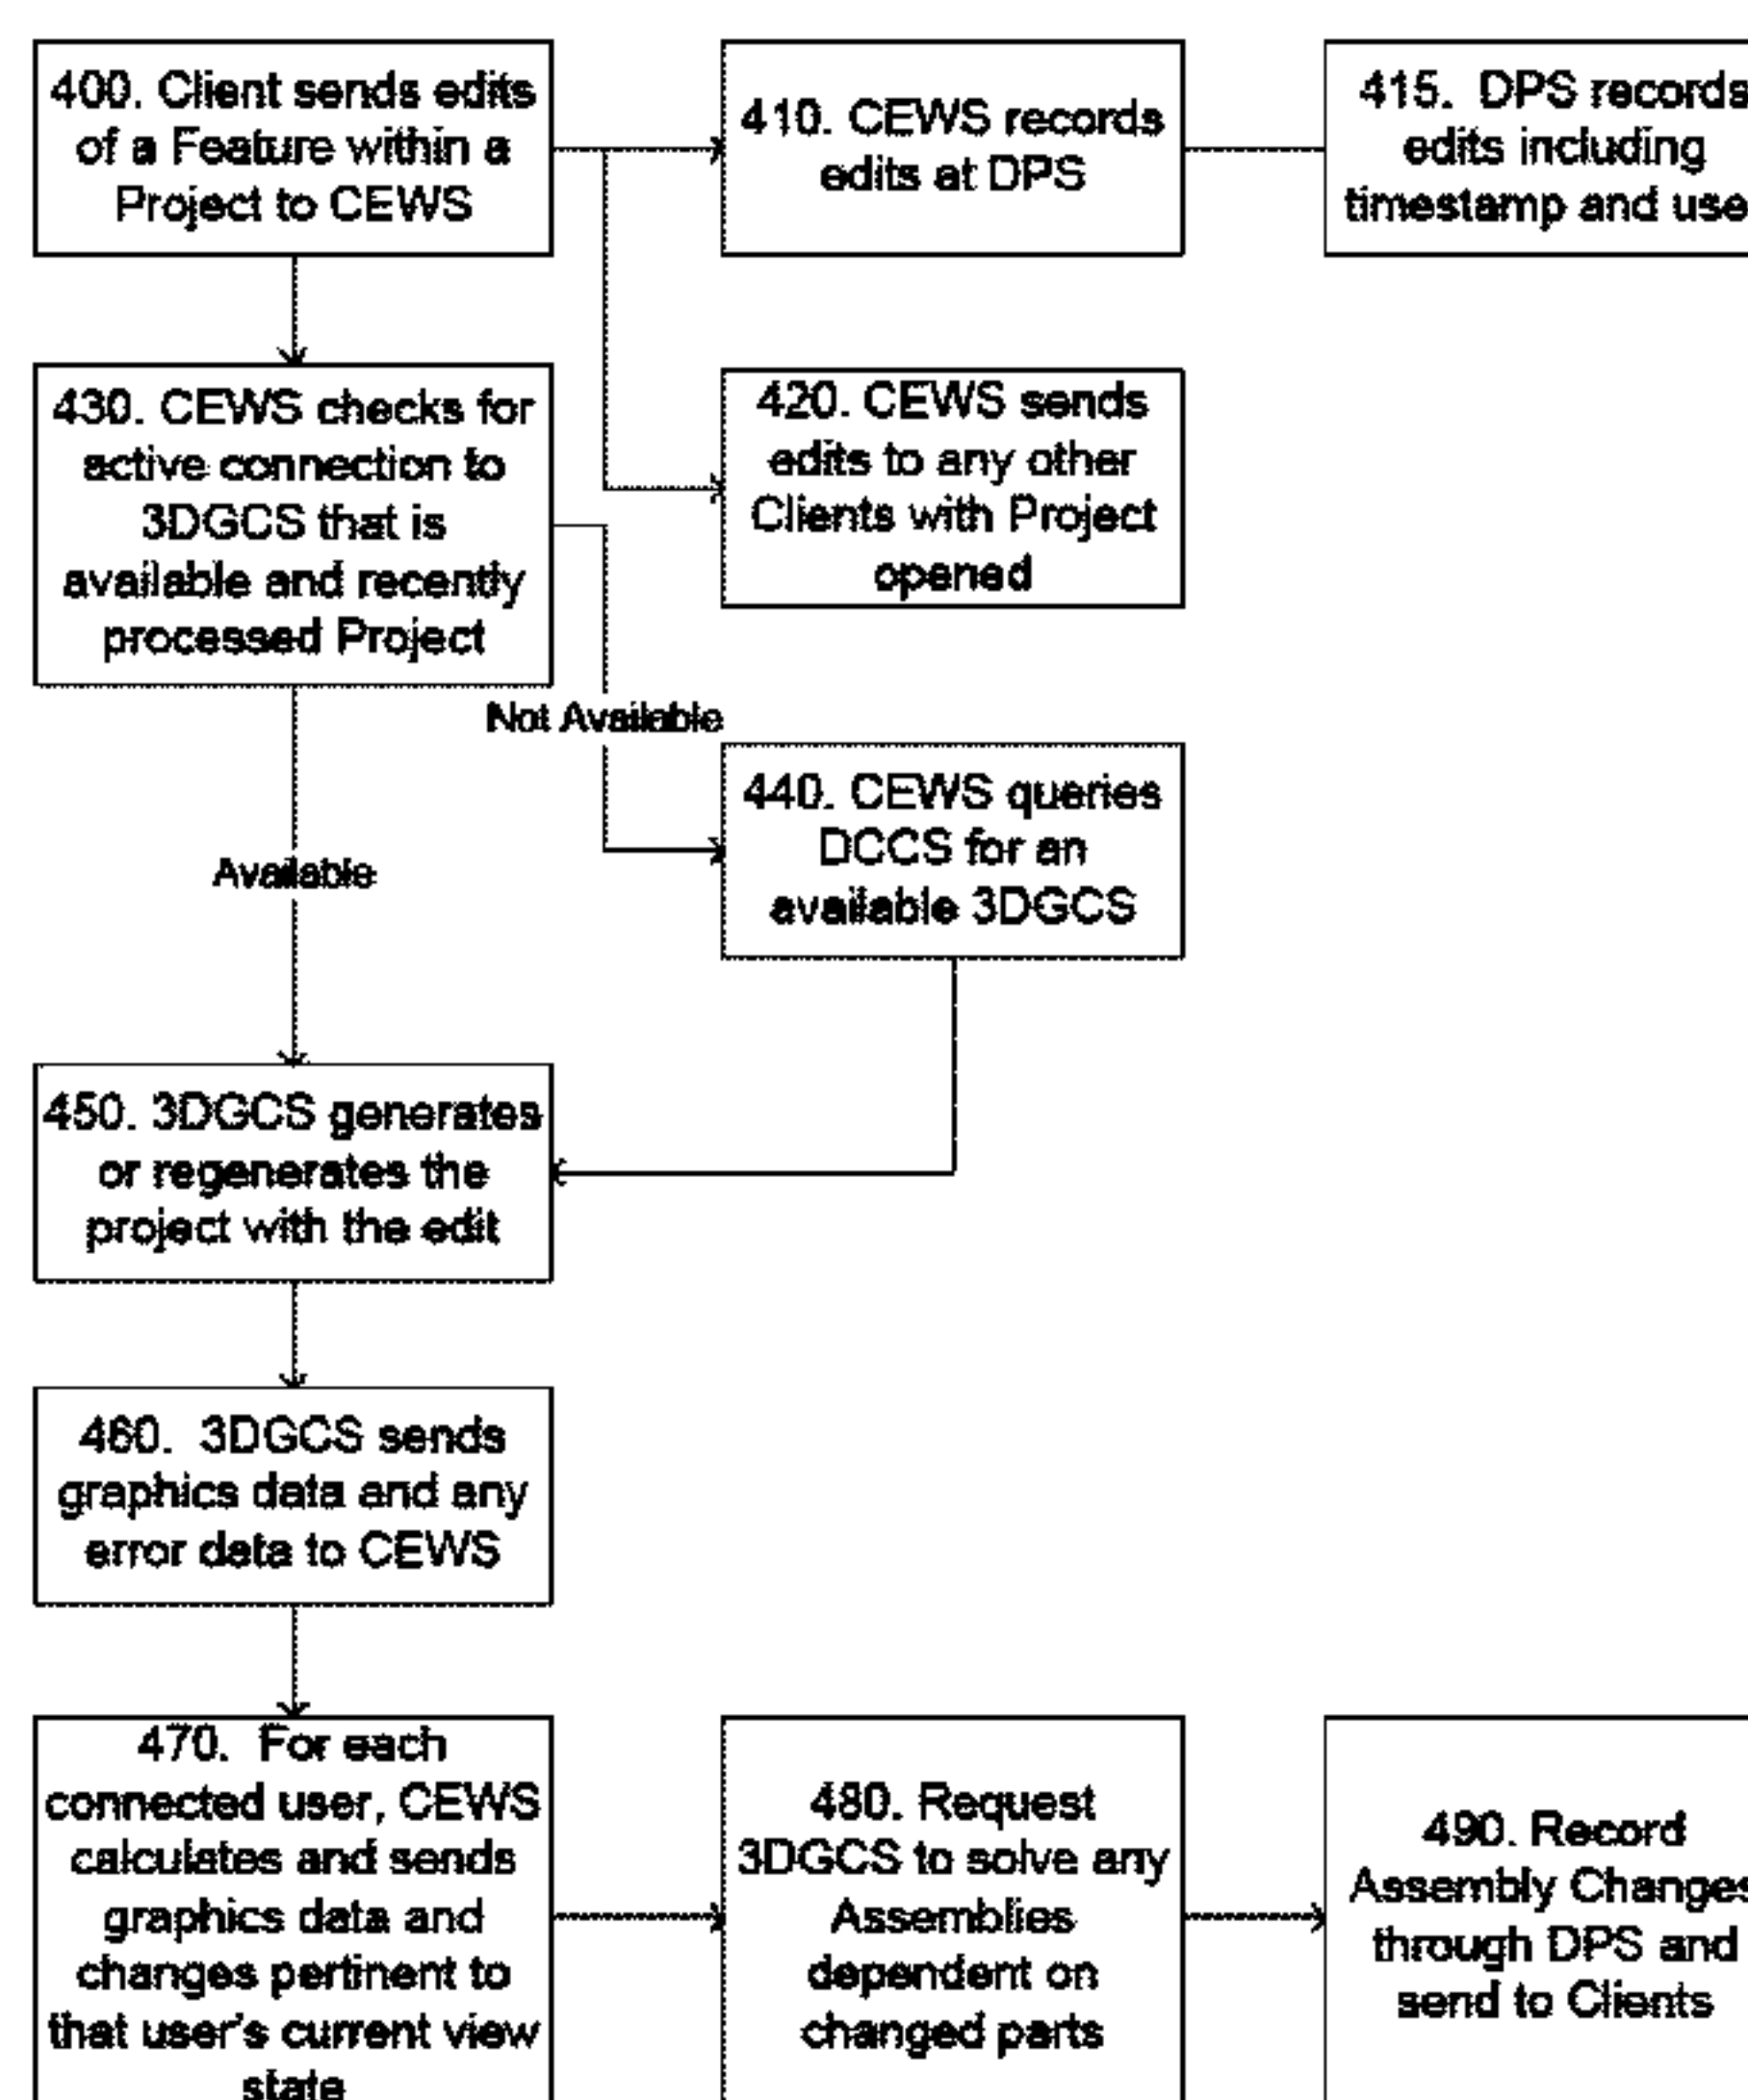 400. Client sends edits
of a Feature within a
Project to CEWS
410. CEWS records
edits at DPS
415. DPS records
edits including
timestamp and use
430. CEWS checks for
active connection to
3DGCS that is
available and recently
processed Project
420. CEWS sends
edits to any other
Clients with Project
opened
Not Available
440. CEWS queries
DCCS for an
available 3DGCS
Available
450. 3DGCS generates
or regenerates the
project with the edit
460. 3DGCS sends
graphics data and any
error data to CEWS
470. For each
connected user, CEWS
calculates and sends
graphics data and
changes pertinent to
that user's current view
state
480. Request
3DGCS to solve any
Assemblies
dependent on
changed parts
490. Record
Assembly Changes
through DPS and
send to Clients